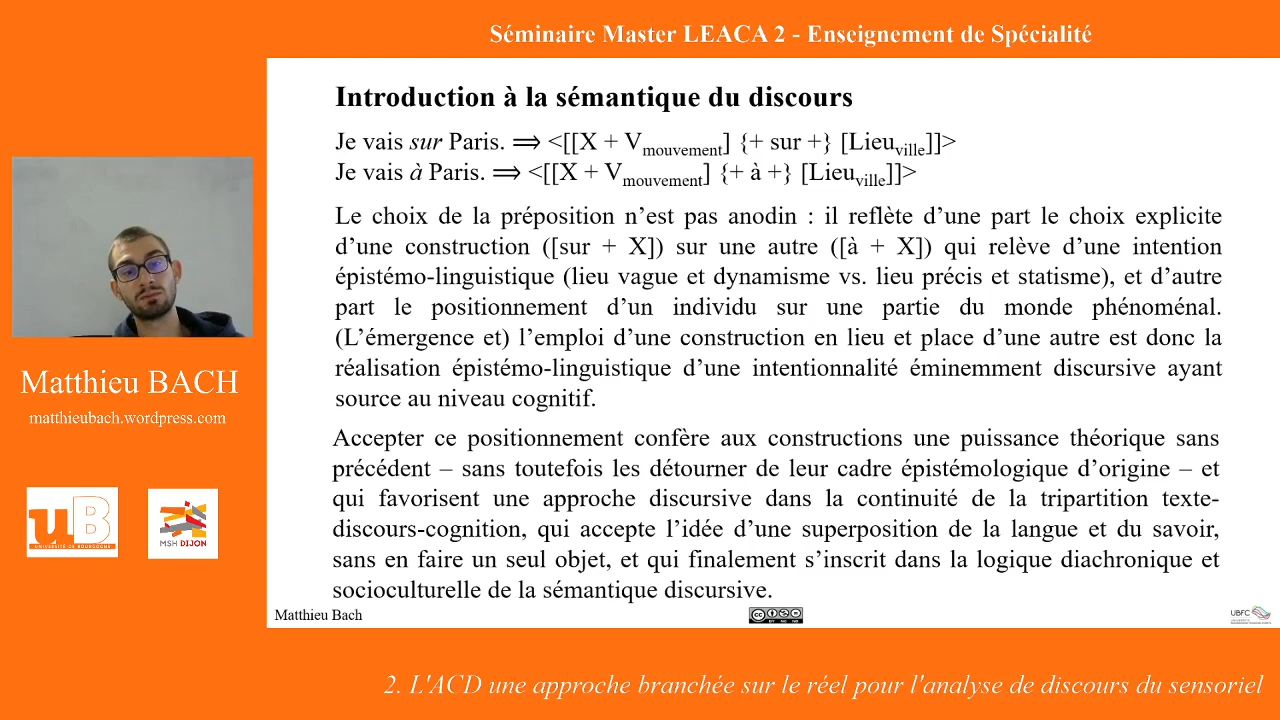 Séminaire Master LEACA 2 - Enseignement de Spécialité
Introduction à la sémantique du discours
Je vais sur Paris. ⟹ <[[X + Vmouvement] {+ sur +} [Lieuville]]>
Je vais à Paris. ⟹ <[[X + Vmouvement] {+ à +} [Lieuville]]>
Le choix de la préposition n’est pas anodin : il reflète d’une part le choix explicite
d’une construction ([sur + X]) sur une autre ([à + X]) qui relève d’une intention
épistémo-linguistique (lieu vague et dynamisme vs. lieu précis et statisme), et d’autre
part le positionnement d’un individu sur une partie du monde phénoménal.
(L’émergence et) l’emploi d’une construction en lieu et place d’une autre est donc la
réalisation épistémo-linguistique d’une intentionnalité éminemment discursive ayant
source au niveau cognitif.
Accepter ce positionnement confère aux constructions une puissance théorique sans
précédent – sans toutefois les détourner de leur cadre épistémologique d’origine – et
qui favorisent une approche discursive dans la continuité de la tripartition texte-
discours-cognition, qui accepte l’idée d’une superposition de la langue et du savoir,
sans en faire un seul objet, et qui finalement s’inscrit dans la logique diachronique et
socioculturelle de la sémantique discursive.
Matthieu Bach
cc
BY NC ND
UBFC
Matthieu BACH
matthieubach.wordpress.com
uB
UNIVERSITÉ DE BOURGOGNE
MSH DIJON
2. L'ACD une approche branchée sur le réel pour l'analyse de discours du sensoriel